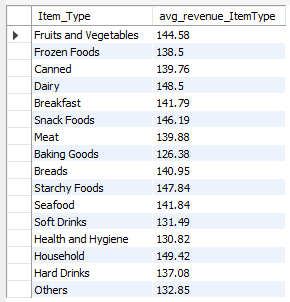 Item_Type avg_revenue_ItemType
Fruits and Vegetables 144.58
Frozen Foods 138.5
Canned 139.76
Dairy 148.5
Breakfast 141.79
Snack Foods 146.19
Meat 139.88
Baking Goods 126.38
Breads 140.95
Starchy Foods 147.84
Seafood 141.84
Soft Drinks 131.49
Health and Hygiene 130.82
Household 149.42
Hard Drinks 137.08
Others 132.85